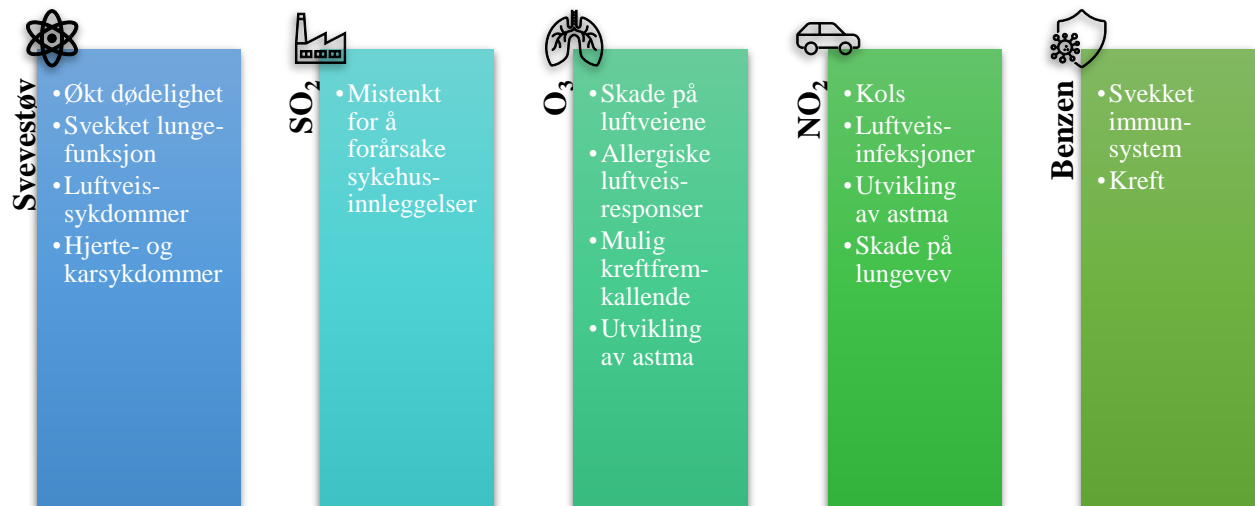 Svevestøv
•Økt dødelighet
•Svekket lunge-
funksjon
•Luftveis-
sykdommer
•Hjerte- og
karsykdommer
SO₂
•Mistenkt
for å
forårsake
sykehus-
innleggelser
O₃
•Skade på
luftveiene
•Allergiske
luftveis-
responser
•Mulig
kreftfrem-
kallende
•Utvikling
av astma
NO₂
•Kols
•Luftveis-
infeksjoner
•Utvikling
av astma
•Skade på
lungevev
Benzen
•Svekket
immun-
system
•Kreft